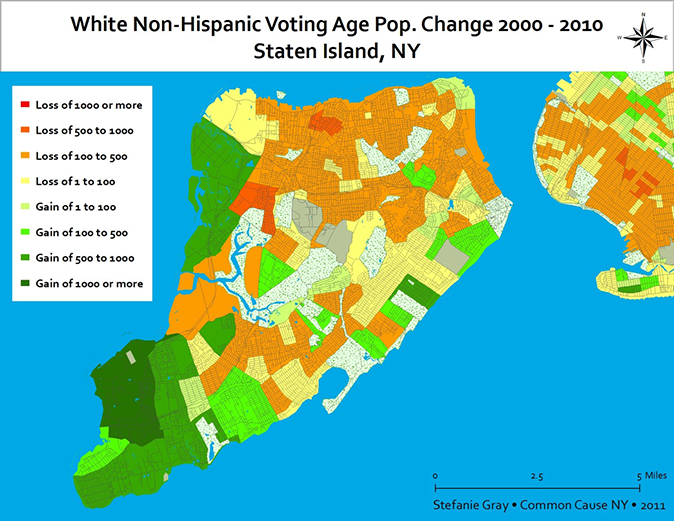 White Non-Hispanic Voting Age Pop. Change 2000 - 2010
Staten Island, NY
N
W
E
S
Loss of 1000 or more
Loss of 500 to 1000
Loss of 100 to 500
Loss of 1 to 100
Gain of 1 to 100
Gain of 100 to 500
Gain of 500 to 1000
Gain of 1000 or more
0 2.5 5 Miles
Stefanie Gray • Common Cause NY • 2011